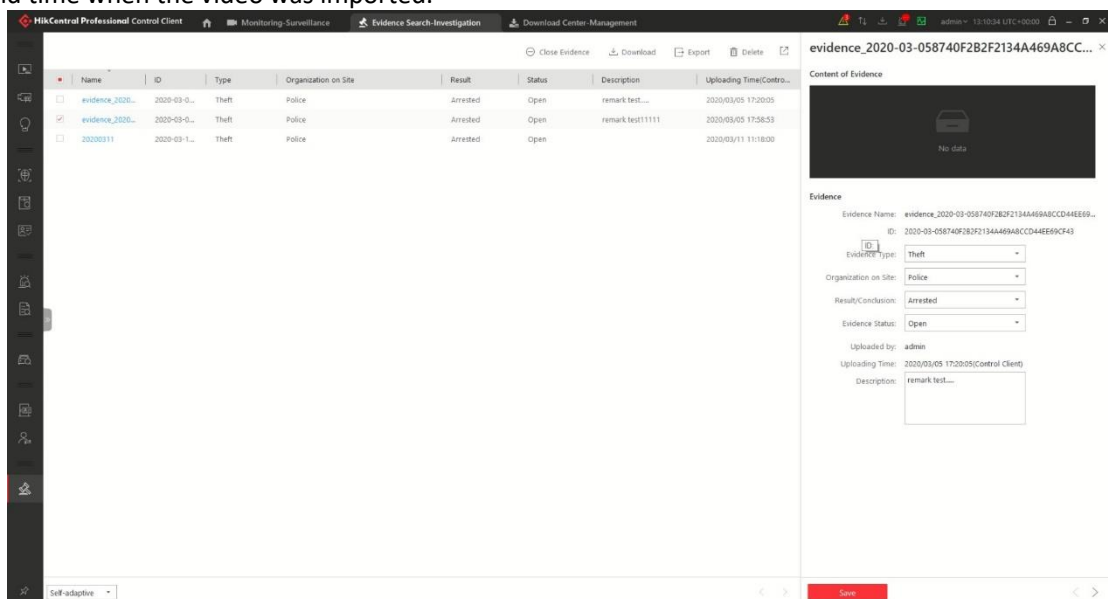 d time when the video was imported.
HikCentral Professional Control Client Monitoring-Surveillance Evidence Search-Investigation Download Center-Management admin 13:10:34 UTC+00:00
Close Evidence Download Export Delete
Name ID Type Organization on Site Result Status Description Uploading Time(Contro...
evidence_2020... 2020-03-0... Theft Police Arrested Open remark test..... 2020/03/05 17:20:05
evidence_2020... 2020-03-0... Theft Police Arrested Open remark test11111 2020/03/05 17:58:53
20200311 2020-03-1... Theft Police Arrested Open 2020/03/11 11:18:00
Self-adaptive
evidence_2020-03-058740F2B2F2134A469A8CC... ×
Content of Evidence
No data
Evidence
Evidence Name: evidence_2020-03-058740F2B2F2134A469A8CCD44EE69...
ID: 2020-03-058740F2B2F2134A469A8CCD44EE69CF43
ID:
Evidence Type: Theft
Organization on Site: Police
Result/Conclusion: Arrested
Evidence Status: Open
Uploaded by: admin
Uploading Time: 2020/03/05 17:20:05(Control Client)
Description: remark test.....
Save